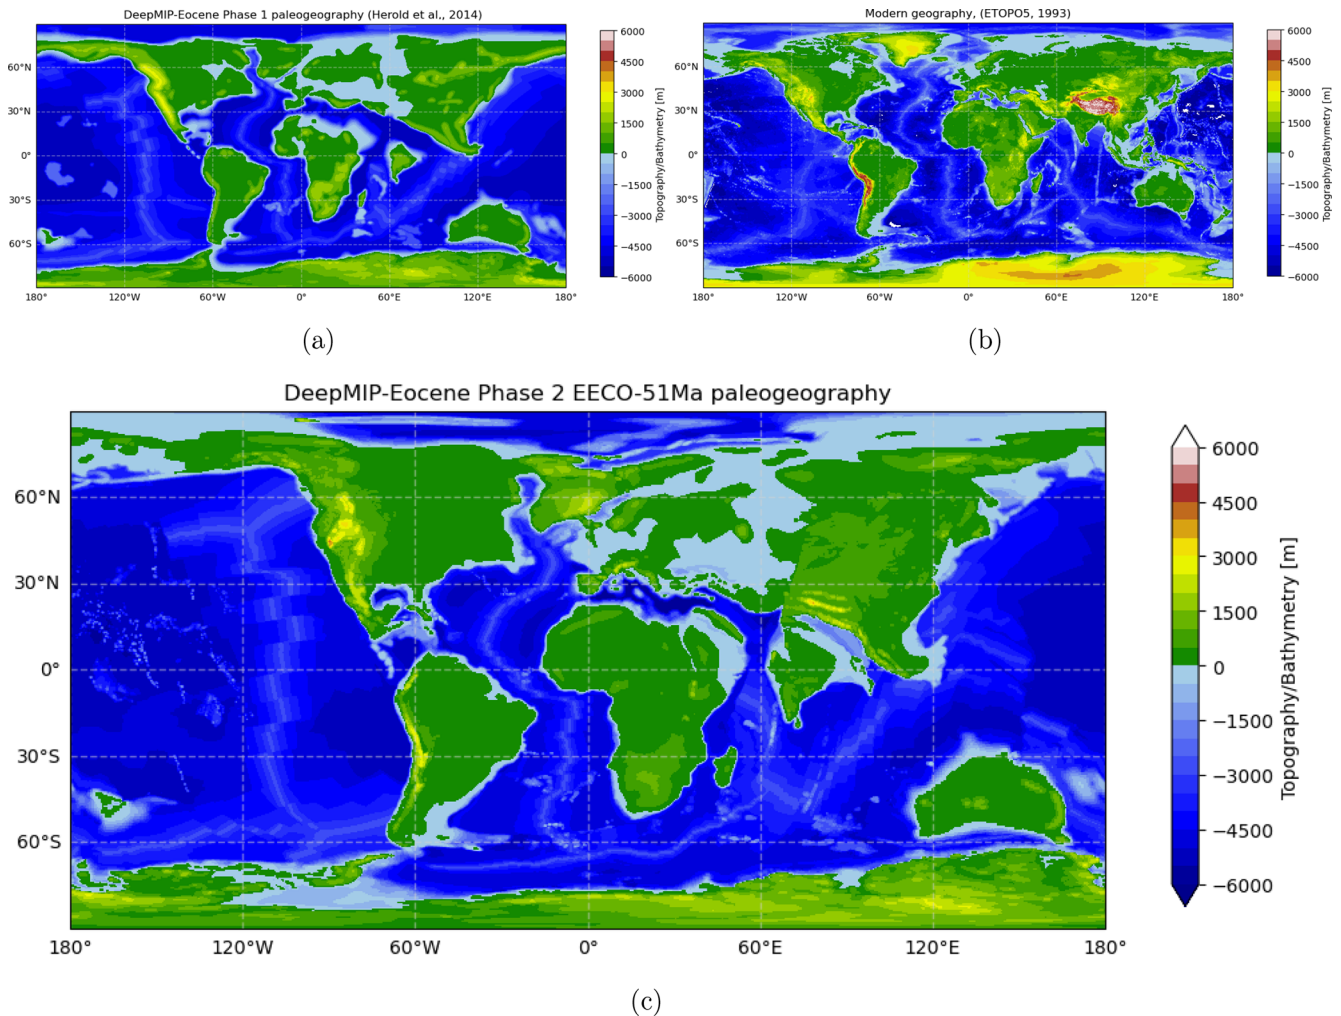 DeepMIP-Eocene Phase 1 paleogeography (Herold et al., 2014)
60°N
30°N
0°
30°S
60°S
180° 120°W 60°W 0° 60°E 120°E 180°
6000
4500
3000
1500
0
−1500
−3000
−4500
−6000
Topography/Bathymetry [m]
(a)
Modern geography, (ETOPO5, 1993)
60°N
30°N
0°
30°S
60°S
180° 120°W 60°W 0° 60°E 120°E 180°
6000
4500
3000
1500
0
−1500
−3000
−4500
−6000
Topography/Bathymetry [m]
(b)
DeepMIP-Eocene Phase 2 EECO-51Ma paleogeography
60°N
30°N
0°
30°S
60°S
180° 120°W 60°W 0° 60°E 120°E 180°
6000
4500
3000
1500
0
−1500
−3000
−4500
−6000
Topography/Bathymetry [m]
(c)